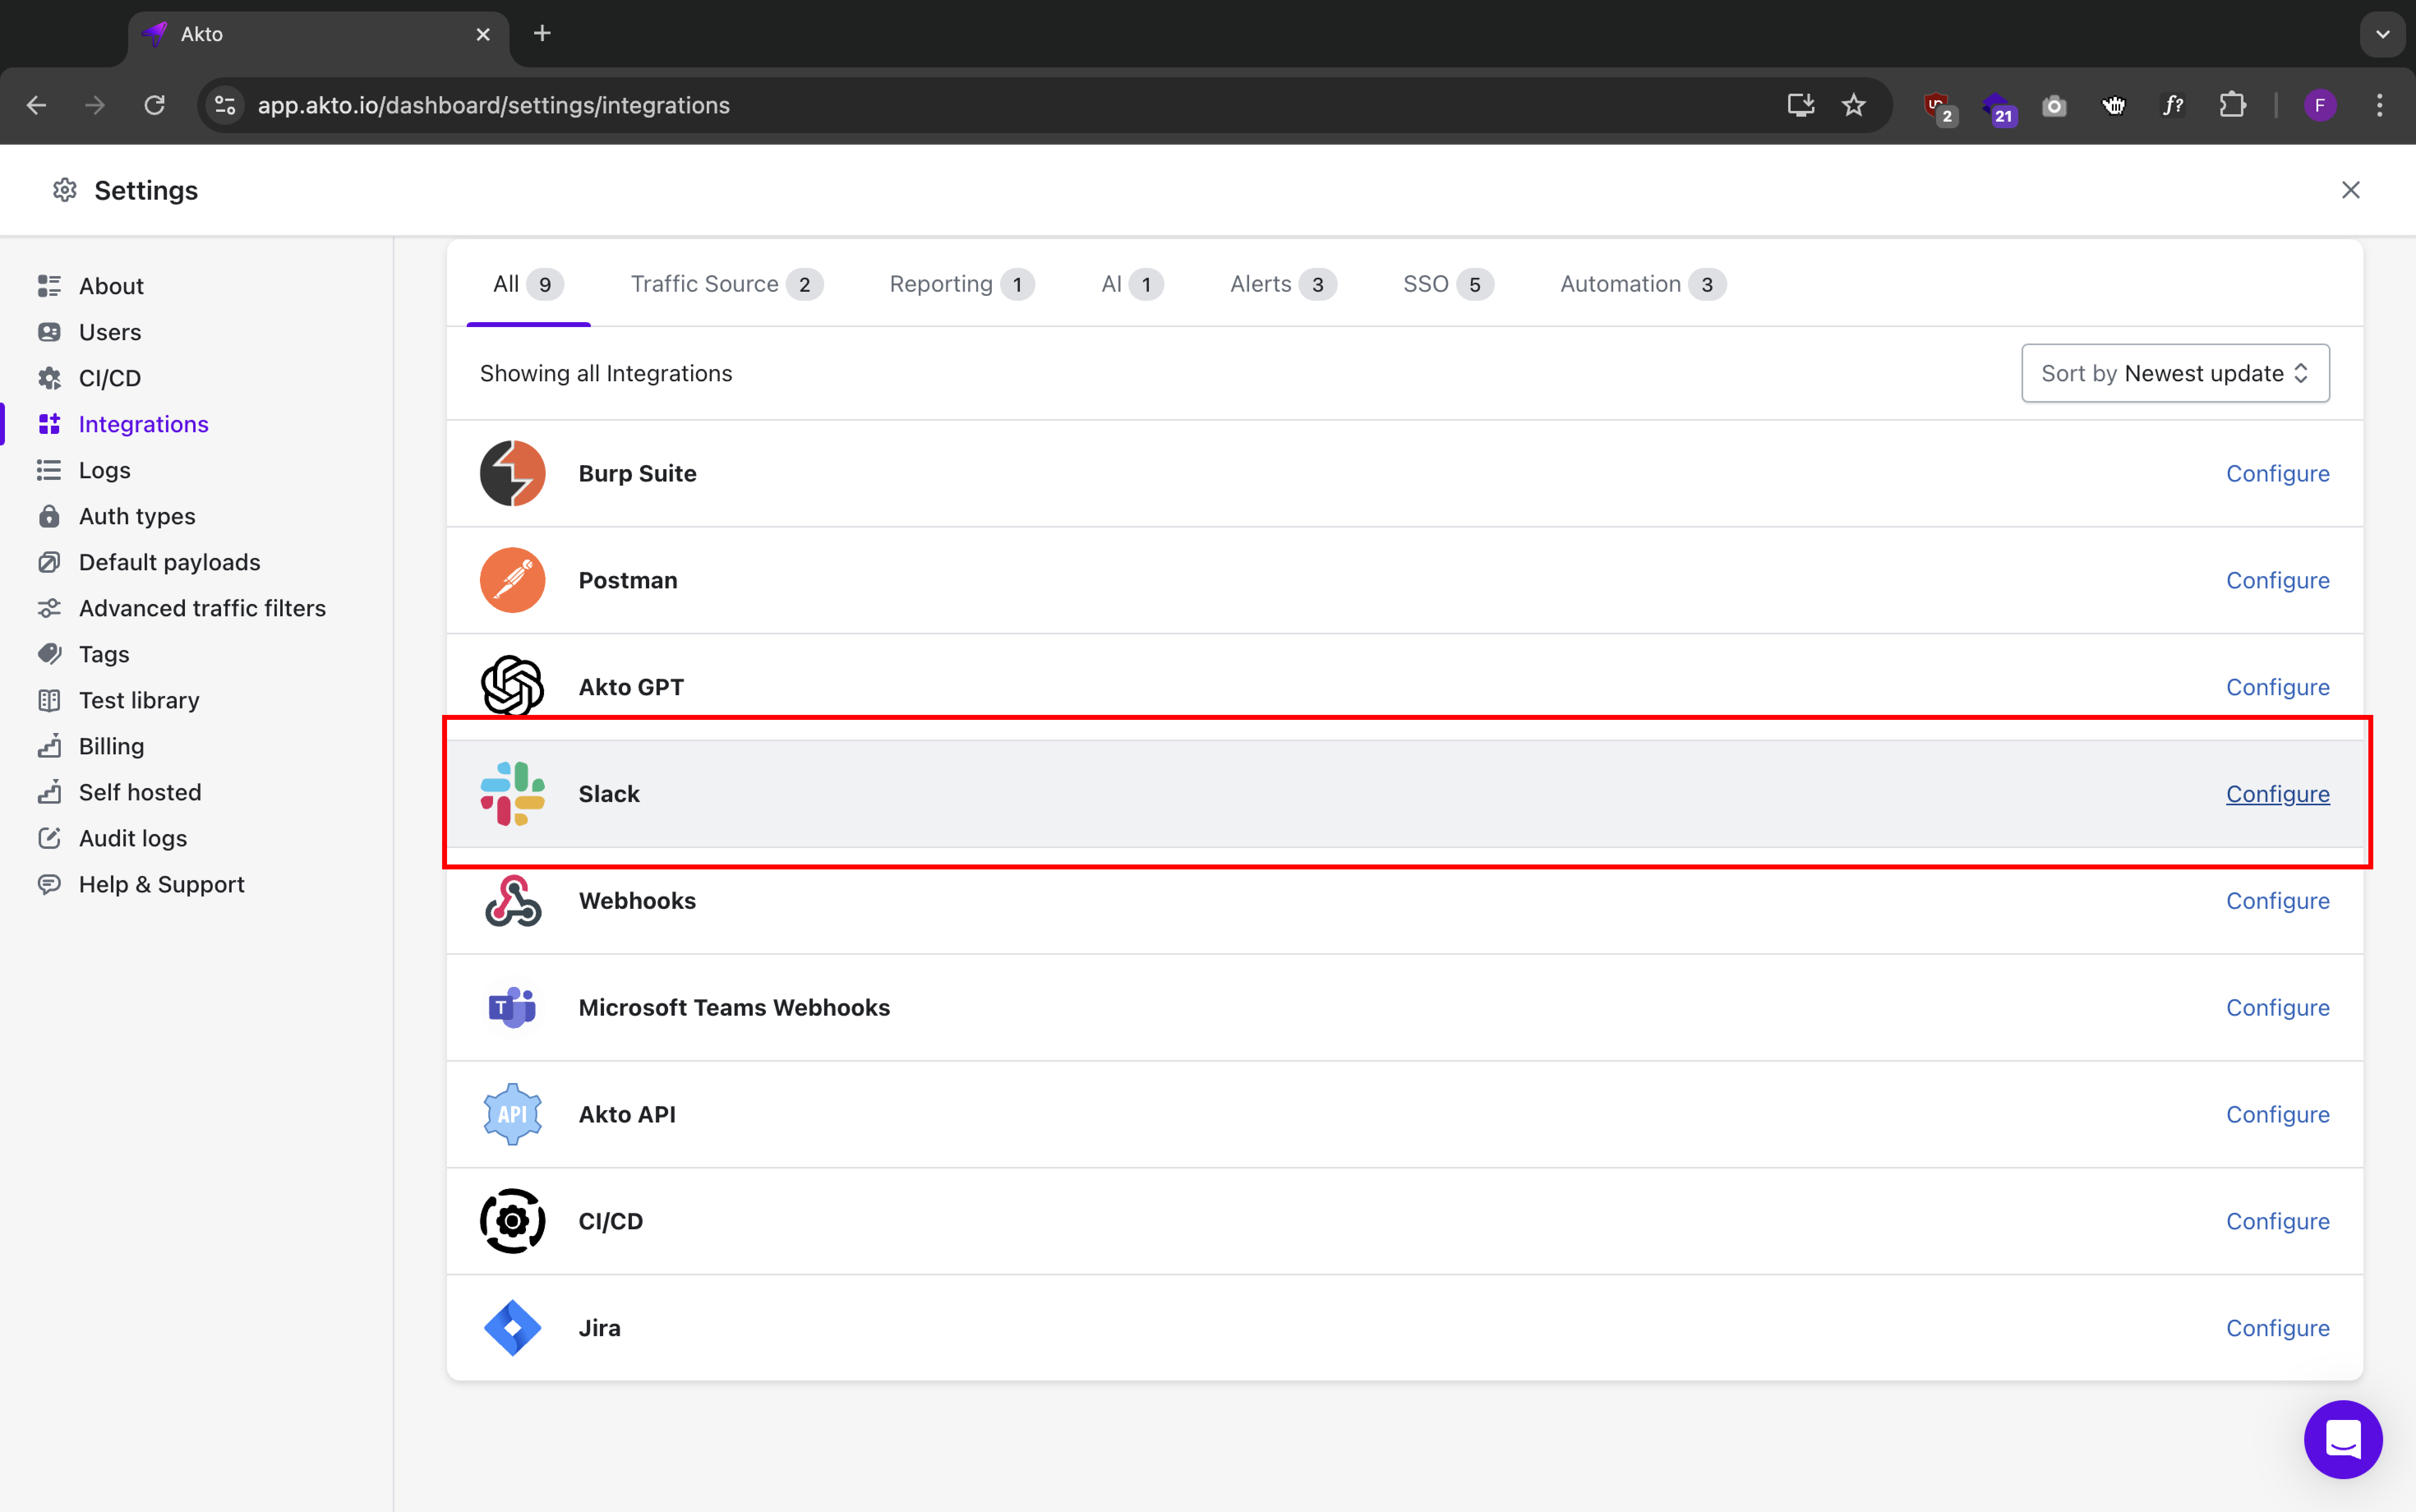 Akto
app.akto.io/dashboard/settings/integrations
2
21
f?
F
Settings
About
Users
CI/CD
Integrations
Logs
Auth types
Default payloads
Advanced traffic filters
Tags
Test library
Billing
Self hosted
Audit logs
Help & Support
All 9 Traffic Source 2 Reporting 1 AI 1 Alerts 3 SSO 5 Automation 3
Showing all Integrations Sort by Newest update
Burp Suite Configure
Postman Configure
Akto GPT Configure
Slack Configure
Webhooks Configure
T Microsoft Teams Webhooks Configure
API Akto API Configure
CI/CD Configure
Jira Configure